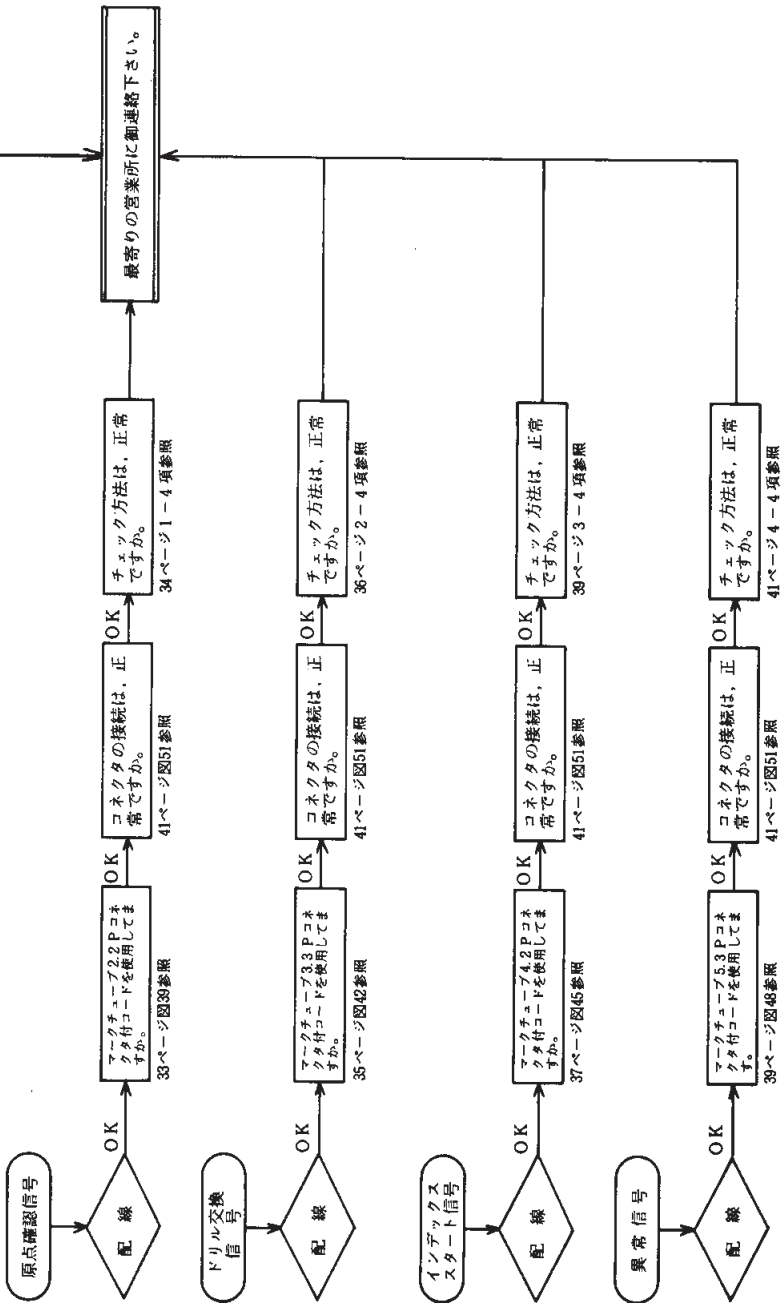 原点確認信号
配 線
OK
マークチューブ2.2Pコネ
クタ付コードを使用してま
すか。
33ページ図39参照
OK
コネクタの接続は，正
常ですか。
41ページ図51参照
OK
チェック方法は，正常
ですか。
34ページ1－4項参照
最寄りの営業所に御連絡下さい。
ドリル交換
信 号
配 線
OK
マークチューブ3.3Pコネ
クタ付コードを使用してま
すか。
35ページ図42参照
OK
コネクタの接続は，正
常ですか。
41ページ図51参照
OK
チェック方法は，正常
ですか。
36ページ2－4項参照
インデックス
スタート信号
配 線
OK
マークチューブ4.2Pコネ
クタ付コードを使用してま
すか。
37ページ図45参照
OK
コネクタの接続は，正
常ですか。
41ページ図51参照
OK
チェック方法は，正常
ですか。
39ページ3－4項参照
異常信号
配 線
OK
マークチューブ5.3Pコネ
クタ付コードを使用してま
す。
39ページ図48参照
OK
コネクタの接続は，正
常ですか。
41ページ図51参照
OK
チェック方法は，正常
ですか。
41ページ4－4項参照